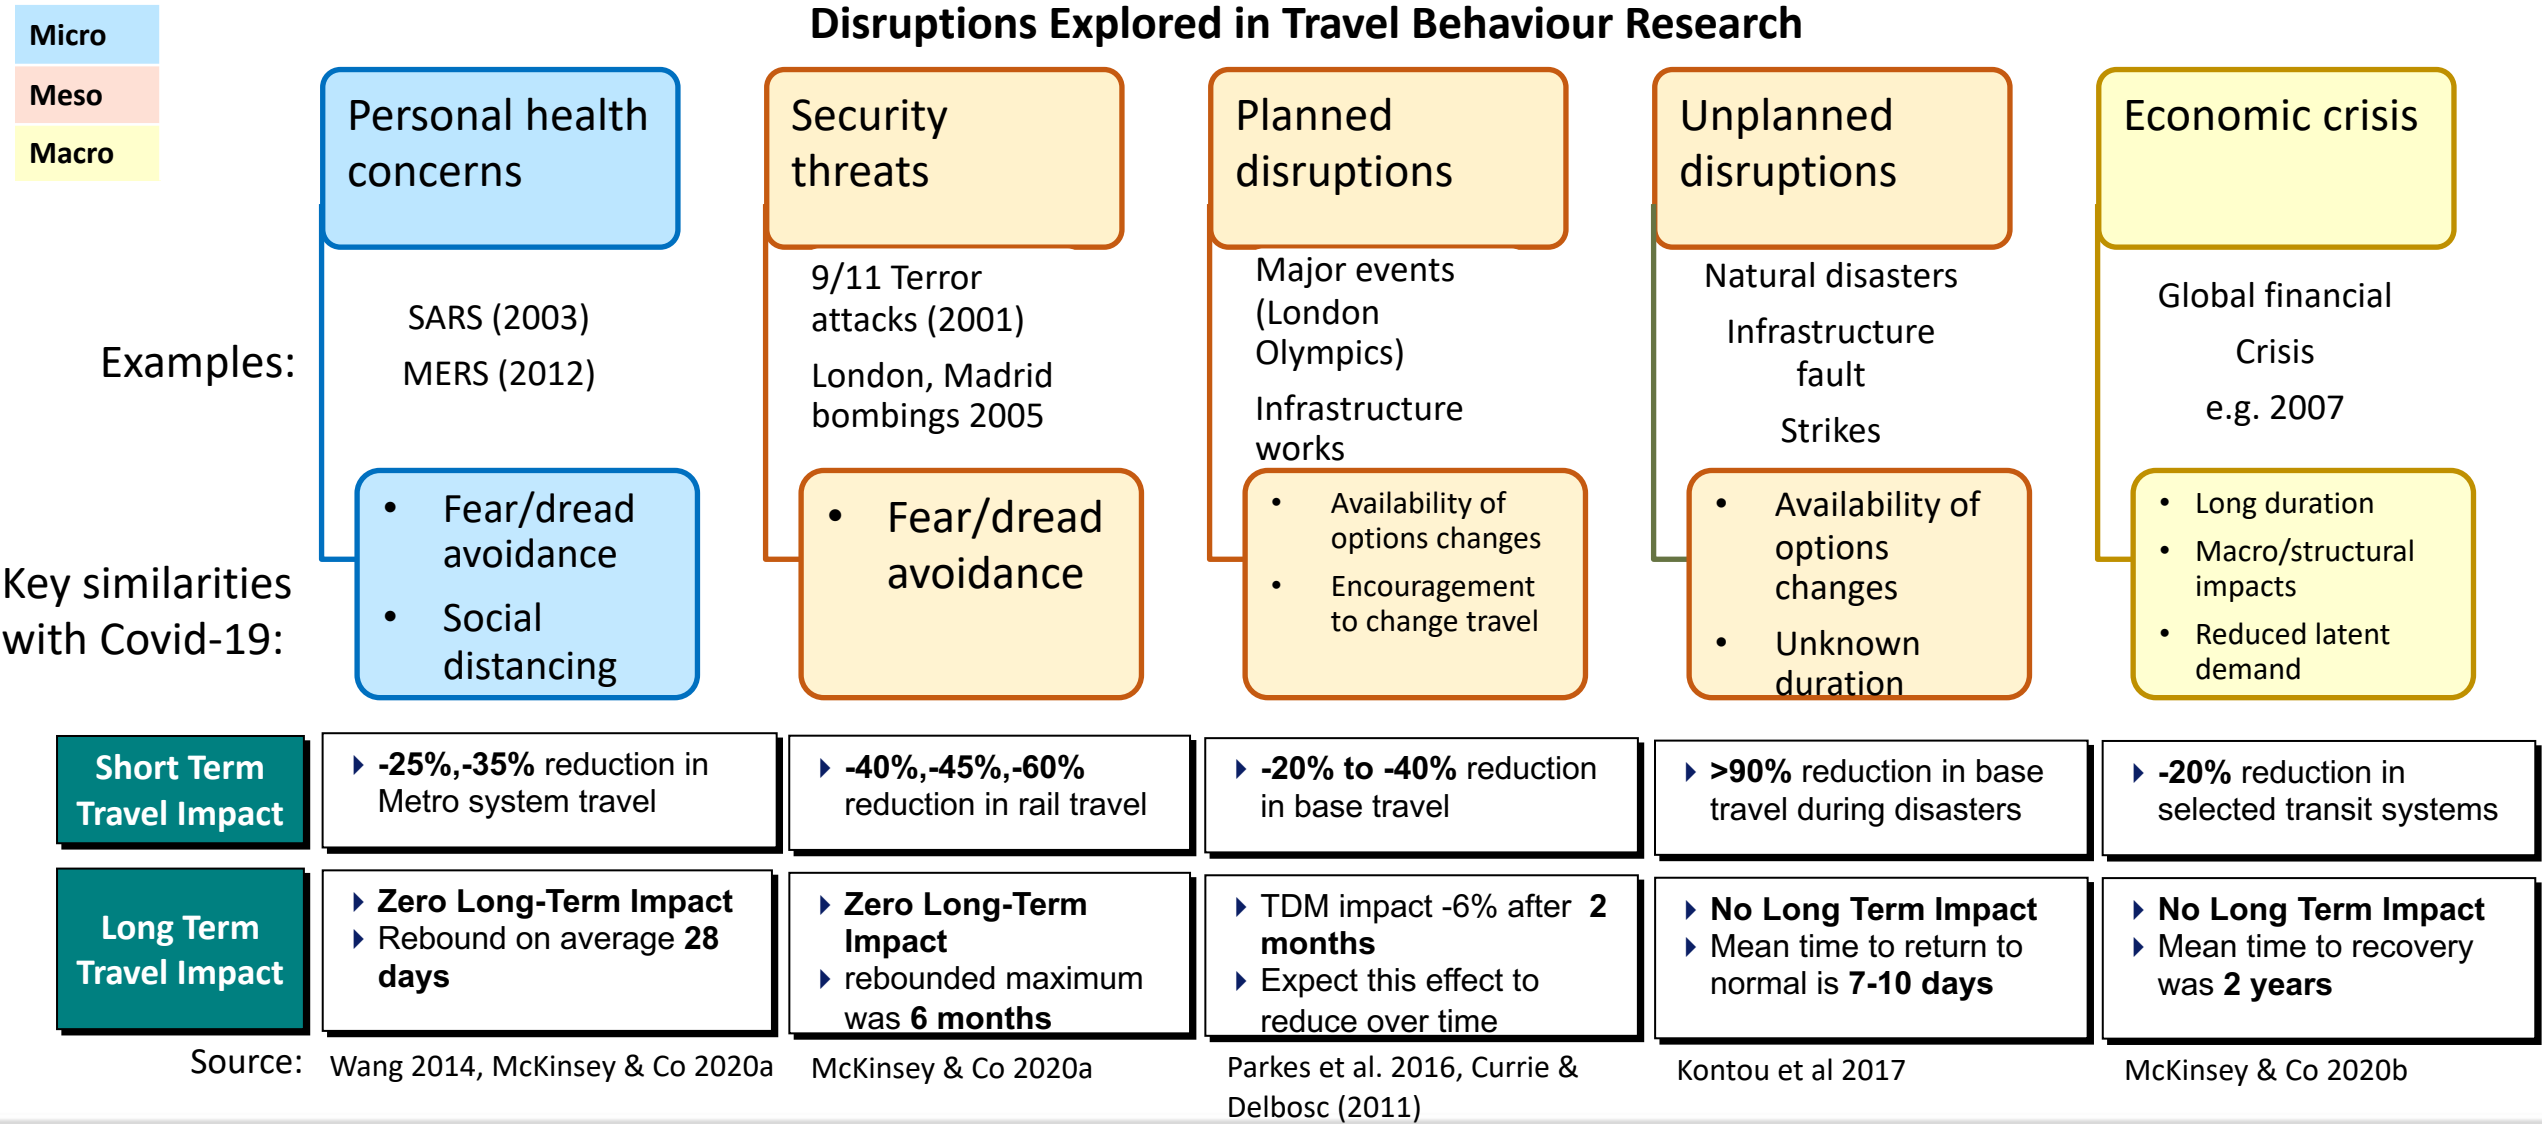 Disruptions Explored in Travel Behaviour Research
Micro
Meso
Macro
Personal health
concerns
Security
threats
Planned
disruptions
Unplanned
disruptions
Economic crisis
Examples:
SARS (2003)
MERS (2012)
9/11 Terror
attacks (2001)
London, Madrid
bombings 2005
Major events
(London
Olympics)
Infrastructure
works
Natural disasters
Infrastructure
fault
Strikes
Global financial
Crisis
e.g. 2007
Key similarities
with Covid-19:
• Fear/dread
avoidance
• Social
distancing
• Fear/dread
avoidance
• Availability of
options changes
• Encouragement
to change travel
• Availability of
options
changes
• Unknown
duration
• Long duration
• Macro/structural
impacts
• Reduced latent
demand
Short Term
Travel Impact
-25%,-35% reduction in
Metro system travel
-40%,-45%,-60%
reduction in rail travel
-20% to -40% reduction
in base travel
>90% reduction in base
travel during disasters
-20% reduction in
selected transit systems
Long Term
Travel Impact
Zero Long-Term Impact
Rebound on average 28
days
Zero Long-Term
Impact
rebounded maximum
was 6 months
TDM impact -6% after 2
months
Expect this effect to
reduce over time
No Long Term Impact
Mean time to return to
normal is 7-10 days
No Long Term Impact
Mean time to recovery
was 2 years
Source:
Wang 2014, McKinsey & Co 2020a
McKinsey & Co 2020a
Parkes et al. 2016, Currie &
Delbosc (2011)
Kontou et al 2017
McKinsey & Co 2020b